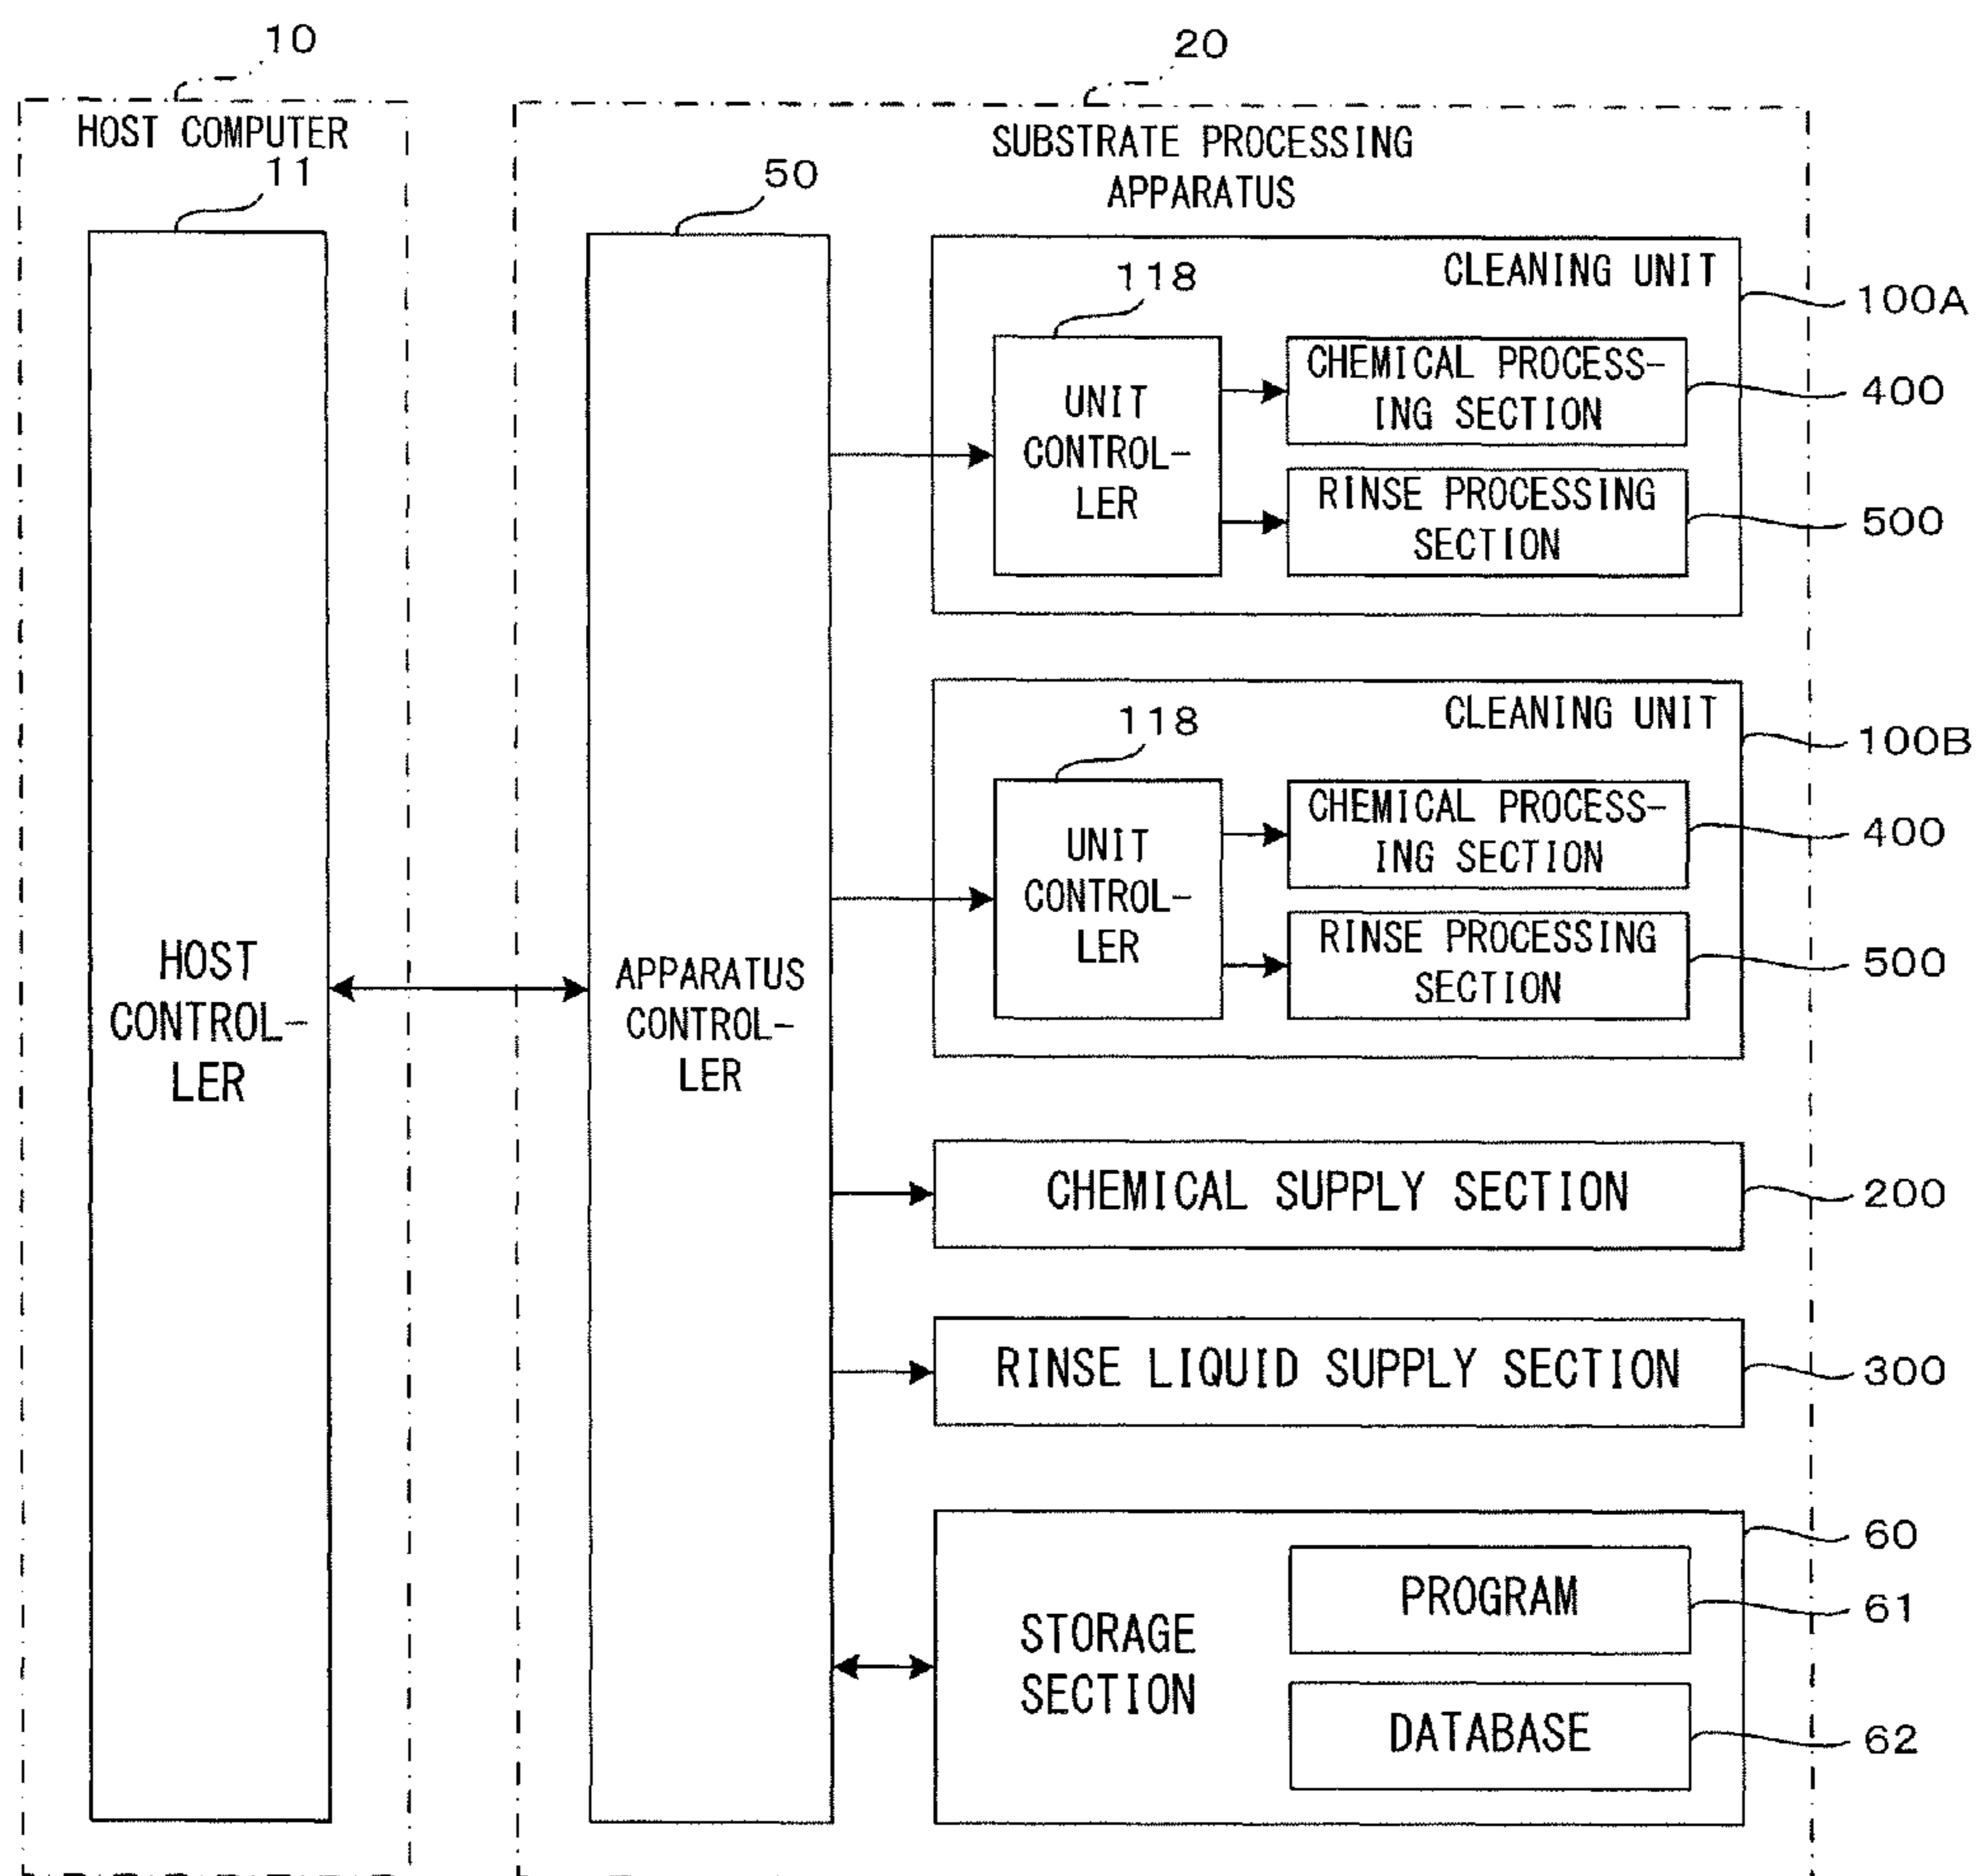 10
20
HOST COMPUTER
11
SUBSTRATE PROCESSING
APPARATUS
50
CLEANING UNIT
100A
118
UNIT
CONTROL-
LER
CHEMICAL PROCESS-
ING SECTION
400
RINSE PROCESSING
SECTION
500
CLEANING UNIT
100B
118
UNIT
CONTROL-
LER
CHEMICAL PROCESS-
ING SECTION
400
RINSE PROCESSING
SECTION
500
HOST
CONTROL-
LER
APPARATUS
CONTROL-
LER
CHEMICAL SUPPLY SECTION
200
RINSE LIQUID SUPPLY SECTION
300
60
STORAGE
SECTION
PROGRAM
61
DATABASE
62